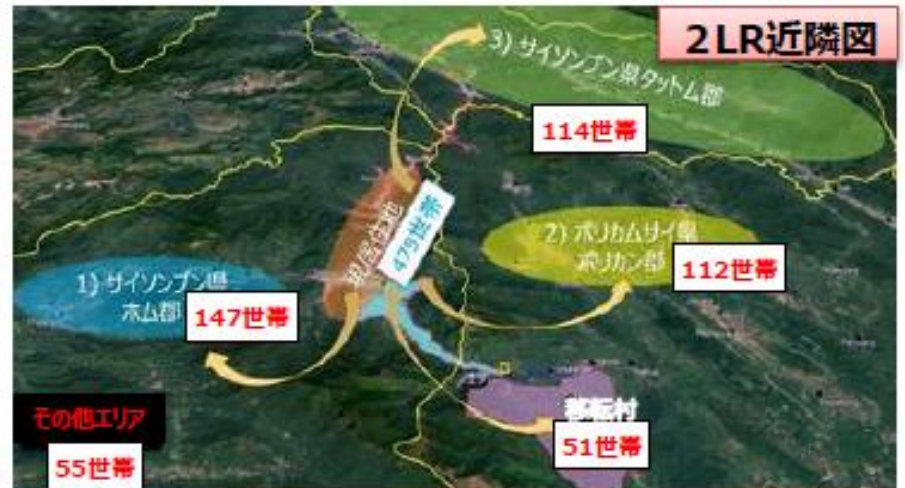 2LR近隣図
3) サイソンブン県タットム郡
114世帯
479世帯
2) ボリカムサイ県
ボリカン郡
112世帯
1) サイソンブン県
ホム郡
147世帯
その他エリア
55世帯
移転村
51世帯